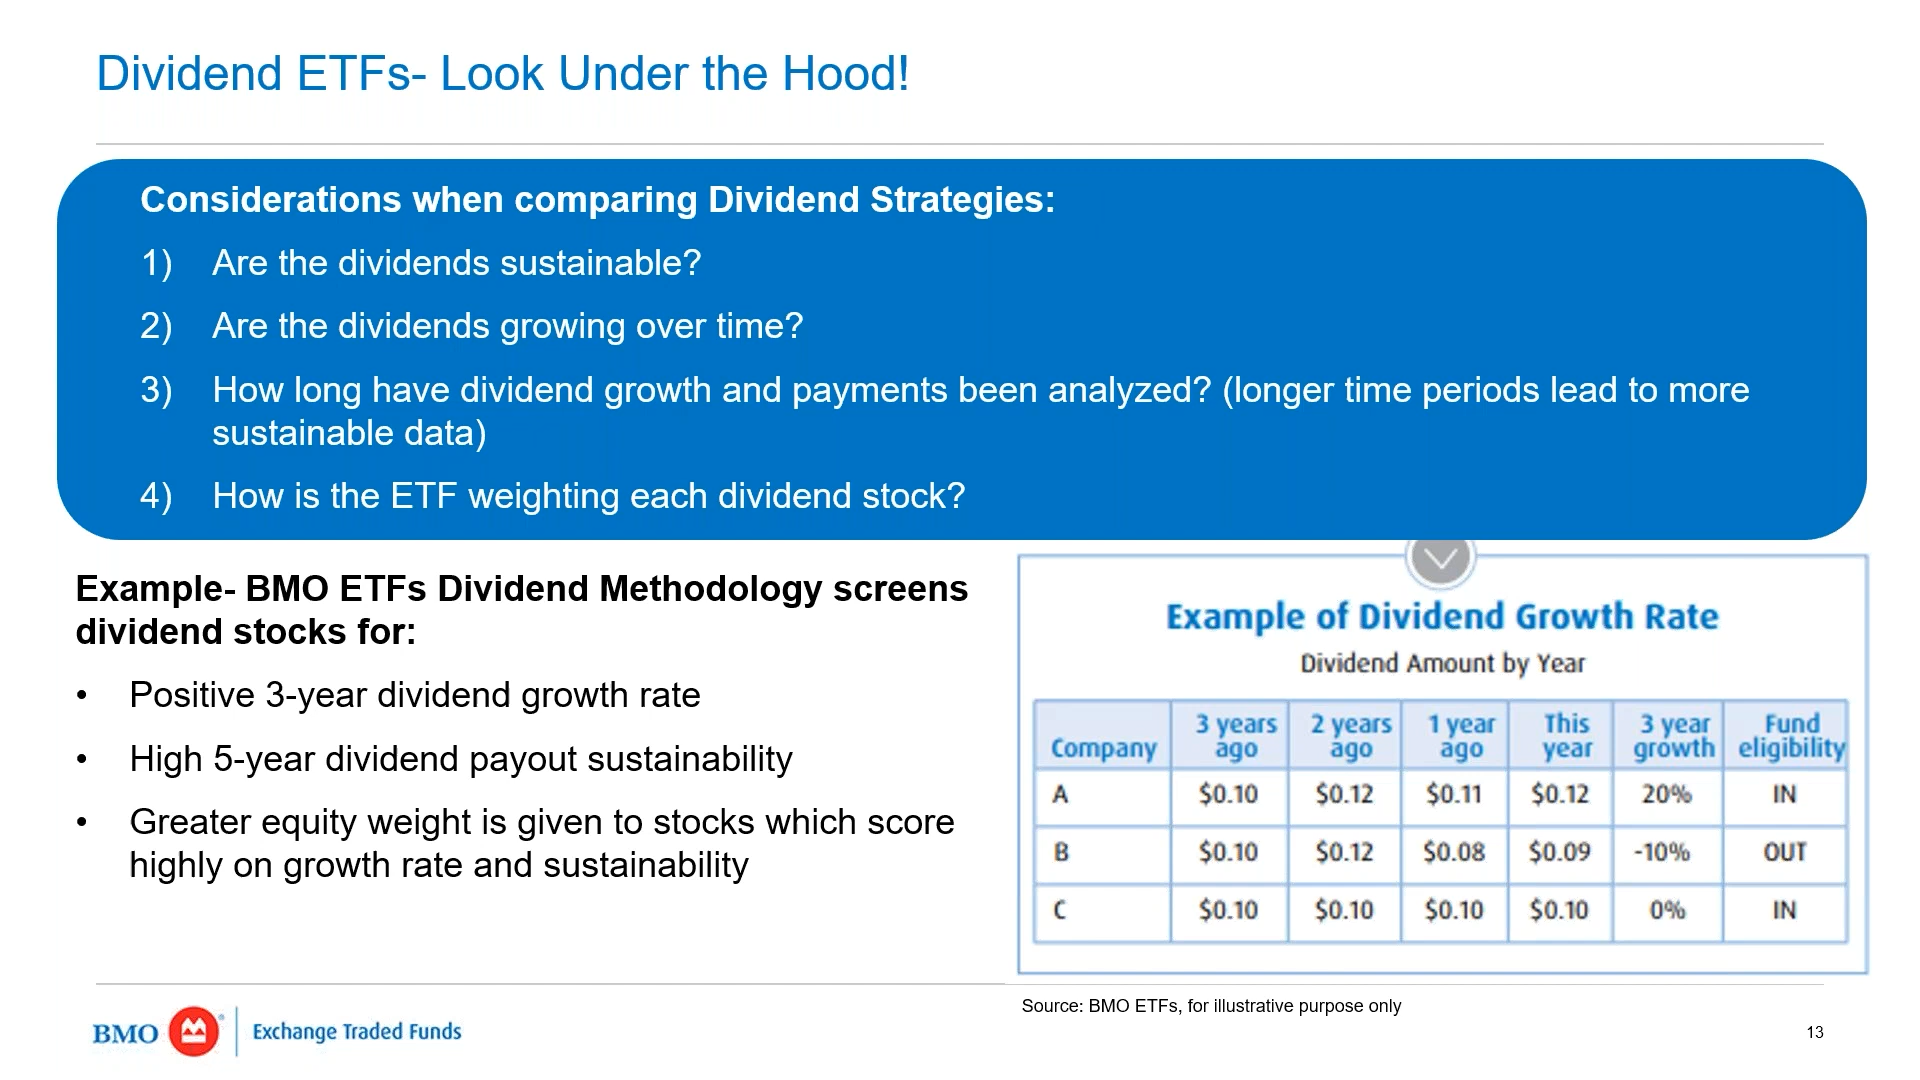 Dividend ETFs- Look Under the Hood!
Considerations when comparing Dividend Strategies:
1) Are the dividends sustainable?
2) Are the dividends growing over time?
3) How long have dividend growth and payments been analyzed? (longer time periods lead to more
sustainable data)
4) How is the ETF weighting each dividend stock?
Example- BMO ETFs Dividend Methodology screens
dividend stocks for:
• Positive 3-year dividend growth rate
• High 5-year dividend payout sustainability
• Greater equity weight is given to stocks which score
highly on growth rate and sustainability
Example of Dividend Growth Rate
Dividend Amount by Year
Company 3 years ago 2 years ago 1 year ago This year 3 year growth Fund eligibility
A $0.10 $0.12 $0.11 $0.12 20% IN
B $0.10 $0.12 $0.08 $0.09 -10% OUT
C $0.10 $0.10 $0.10 $0.10 0% IN
Source: BMO ETFs, for illustrative purpose only
BMO Exchange Traded Funds
13